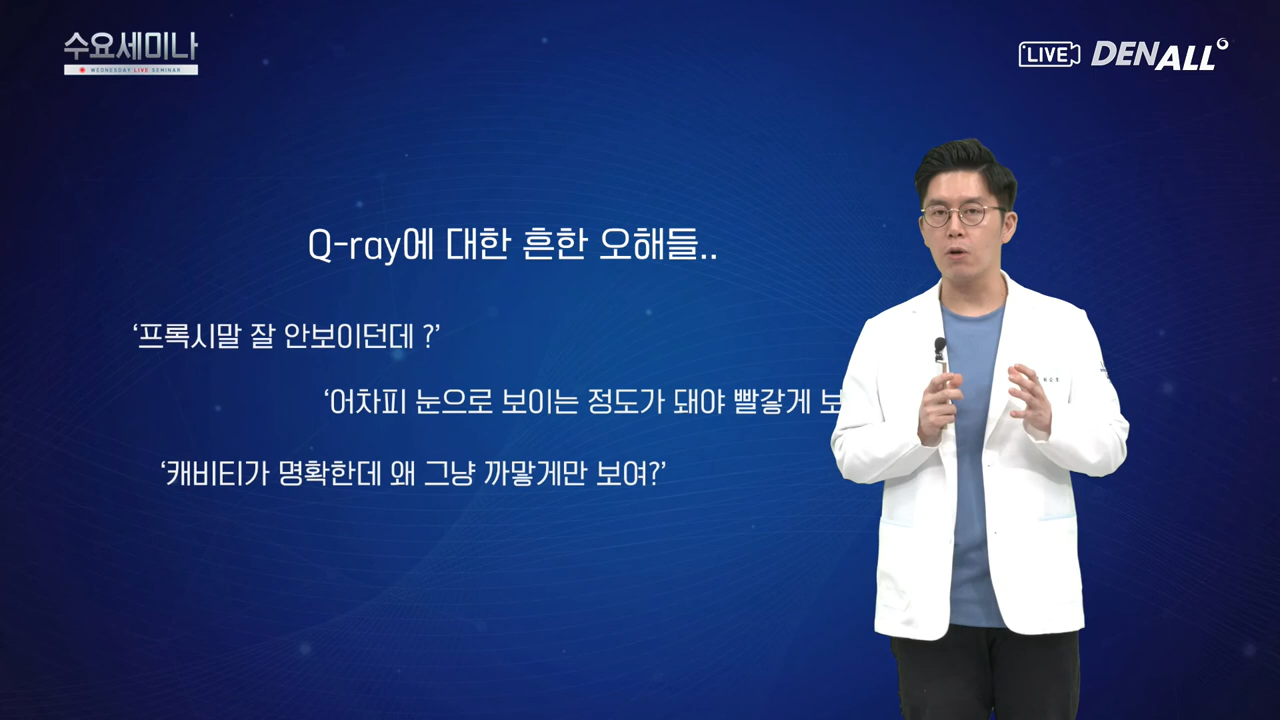 수요세미나
WEDNESDAY LIVE SEMINAR
LIVE DENALL
Q-ray에 대한 흔한 오해들..
‘프록시말 잘 안보이던데 ?’
‘어차피 눈으로 보이는 정도가 돼야 빨갛게 보
‘캐비티가 명확한데 왜 그냥 까맣게만 보여?’